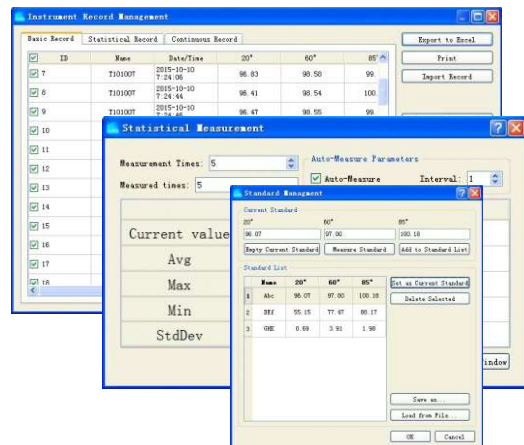 Instrument Record Management
Basic Record Statistical Record Continuous Record
Export to Excel
Print
Import Record
ID Name Date/Time 20° 60° 85°
7 T10100T 2015-10-10 7:24:06 98.83 98.58 99.
8 T10100T 2015-10-10 7:24:44 98.41 98.54 100.
9 T10100T 2015-10-10 98.47 98.55 99.
10
11
12
13
14
15
16
17
18
Statistical Measurement
Measurement Times: 5
Measured times: 5
Auto-Measure Parameters
Auto-Measure Interval: 1
Current value
Avg
Max
Min
StdDev
indow
Standard Managment
Current Standard
20° 60° 85°
96.07 97.00 100.18
Empty Current Standard Measure Standard Add to Standard List
Standard List
Name 20° 60° 85°
1 Abc 96.07 97.00 100.18
2 55.15 77.47 80.17
3 0.69 3.91 1.98
Set as Current Standard
Delete Selected
Save as...
Load from File...
OK Cancel